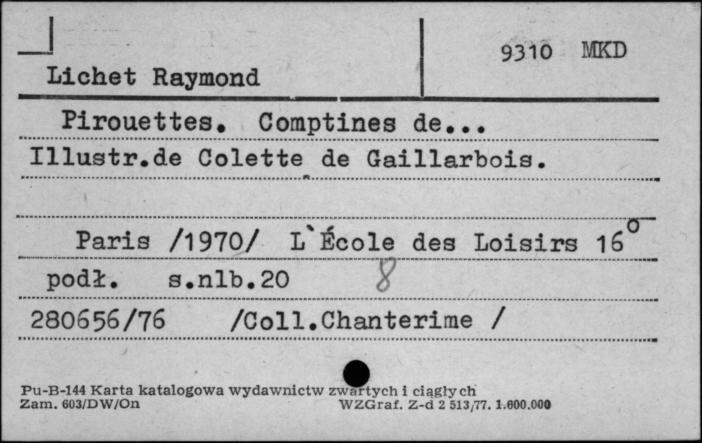 9310 MKD
Lichet Raymond
Pirouettes. Comptines de...
Illustr.de Colette de Gaillarbois.
Paris /1970/ L`École des Loisirs 16°
podł. s.nlb.20 8
280656/76 /Coll.Chanterime /
Pu-B-144 Karta katalogowa wydawnictw zwartych i ciągłych
Zam. 603/DW/On WZGraf. Z-d 2 513/77. 1.600.000